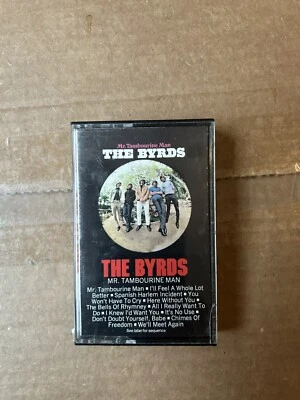 Mr. Tambourine Man
THE BYRDS
THE BYRDS
MR. TAMBOURINE MAN
Mr. Tambourine Man ■ I'll Feel A Whole Lot
Better ■ Spanish Harlem Incident ■ You
Won't Have To Cry ■ Here Without You ■
The Bells Of Rhymney ■ All I Really Want To
Do ■ I Knew I'd Want You ■ It's No Use ■
Don't Doubt Yourself, Babe ■ Chimes Of
Freedom ■ We'll Meet Again
See label for sequence